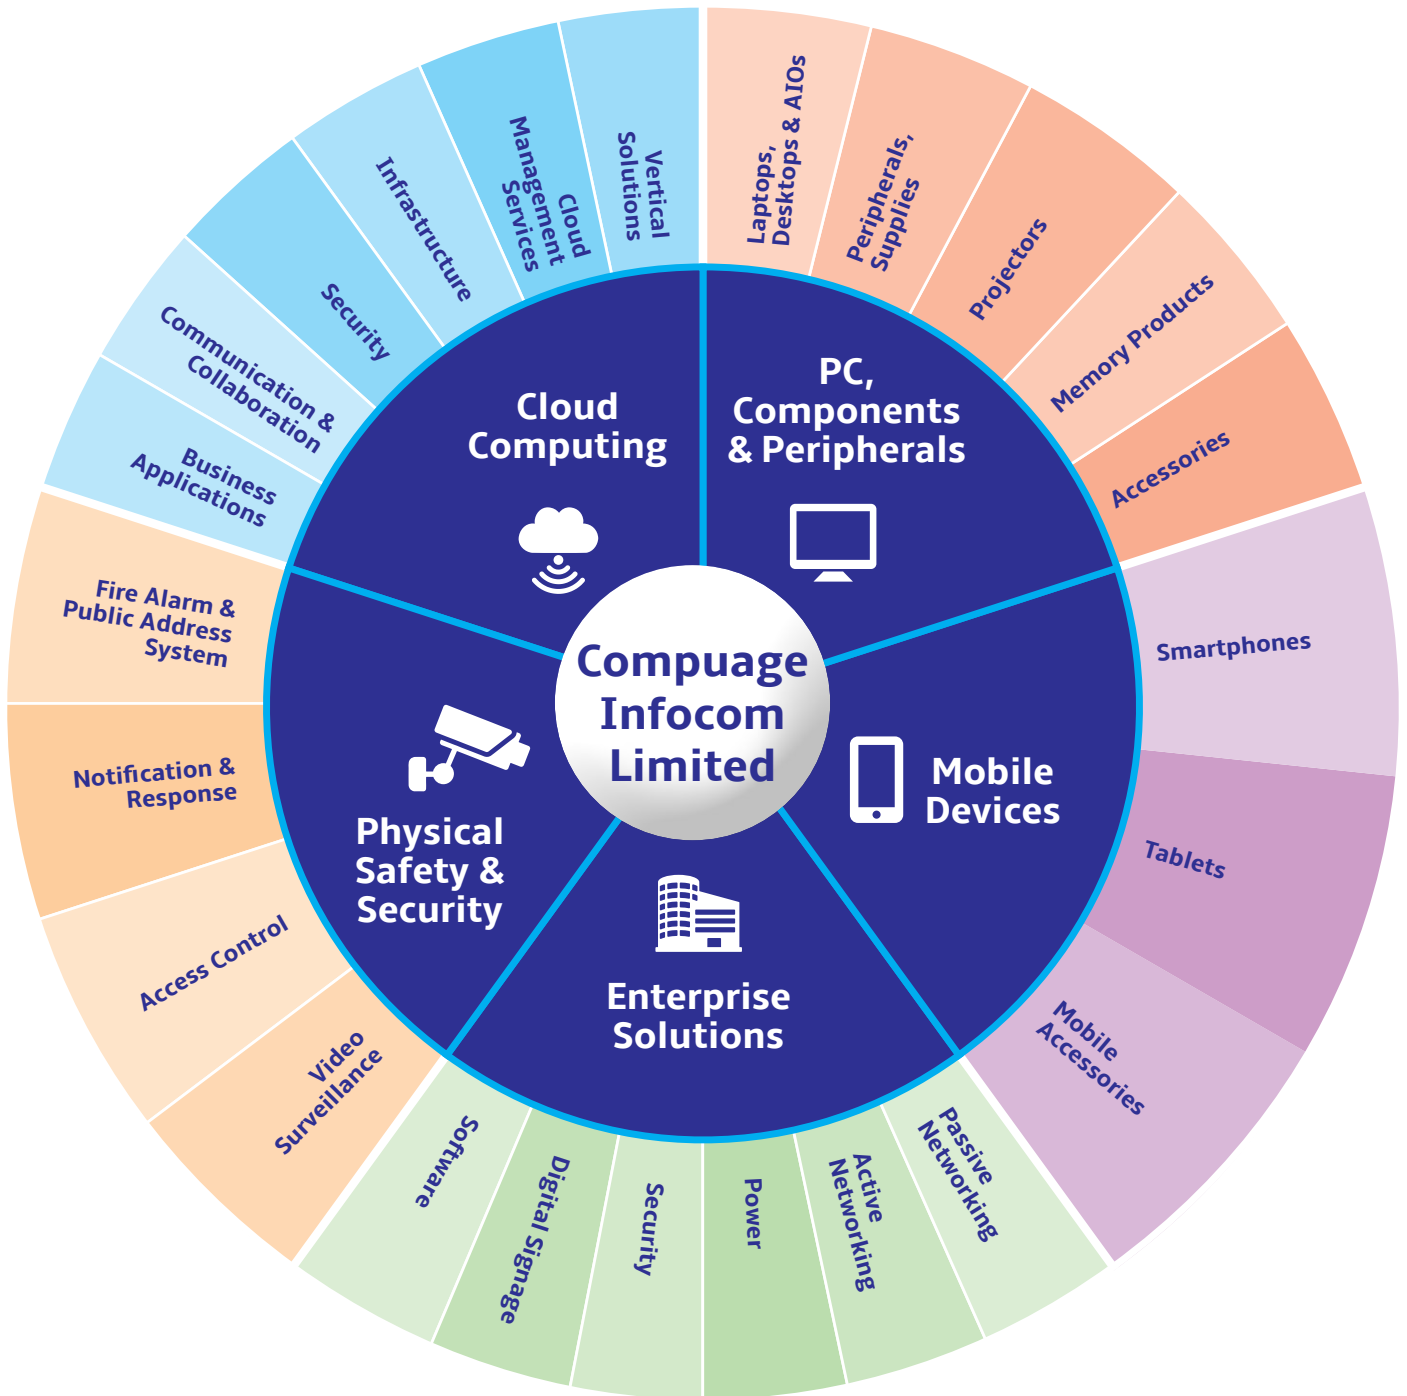 Compuage
Infocom
Limited
PC,
Components
& Peripherals
Laptops,
Desktops & AIOs
Peripherals,
Supplies
Projectors
Memory Products
Accessories
Mobile
Devices
Smartphones
Tablets
Mobile
Accessories
Enterprise
Solutions
Passive
Networking
Active
Networking
Power
Security
Digital Signage
Software
Physical
Safety &
Security
Video
Surveillance
Access Control
Notification &
Response
Fire Alarm &
Public Address
System
Cloud
Computing
Business
Applications
Communication &
Collaboration
Security
Infrastructure
Cloud
Management
Services
Vertical
Solutions